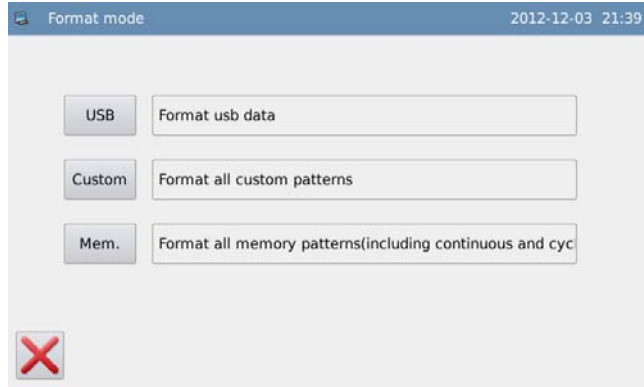 Format mode 2012-12-03 21:39
USB Format usb data
Custom Format all custom patterns
Mem. Format all memory patterns(including continuous and cyc